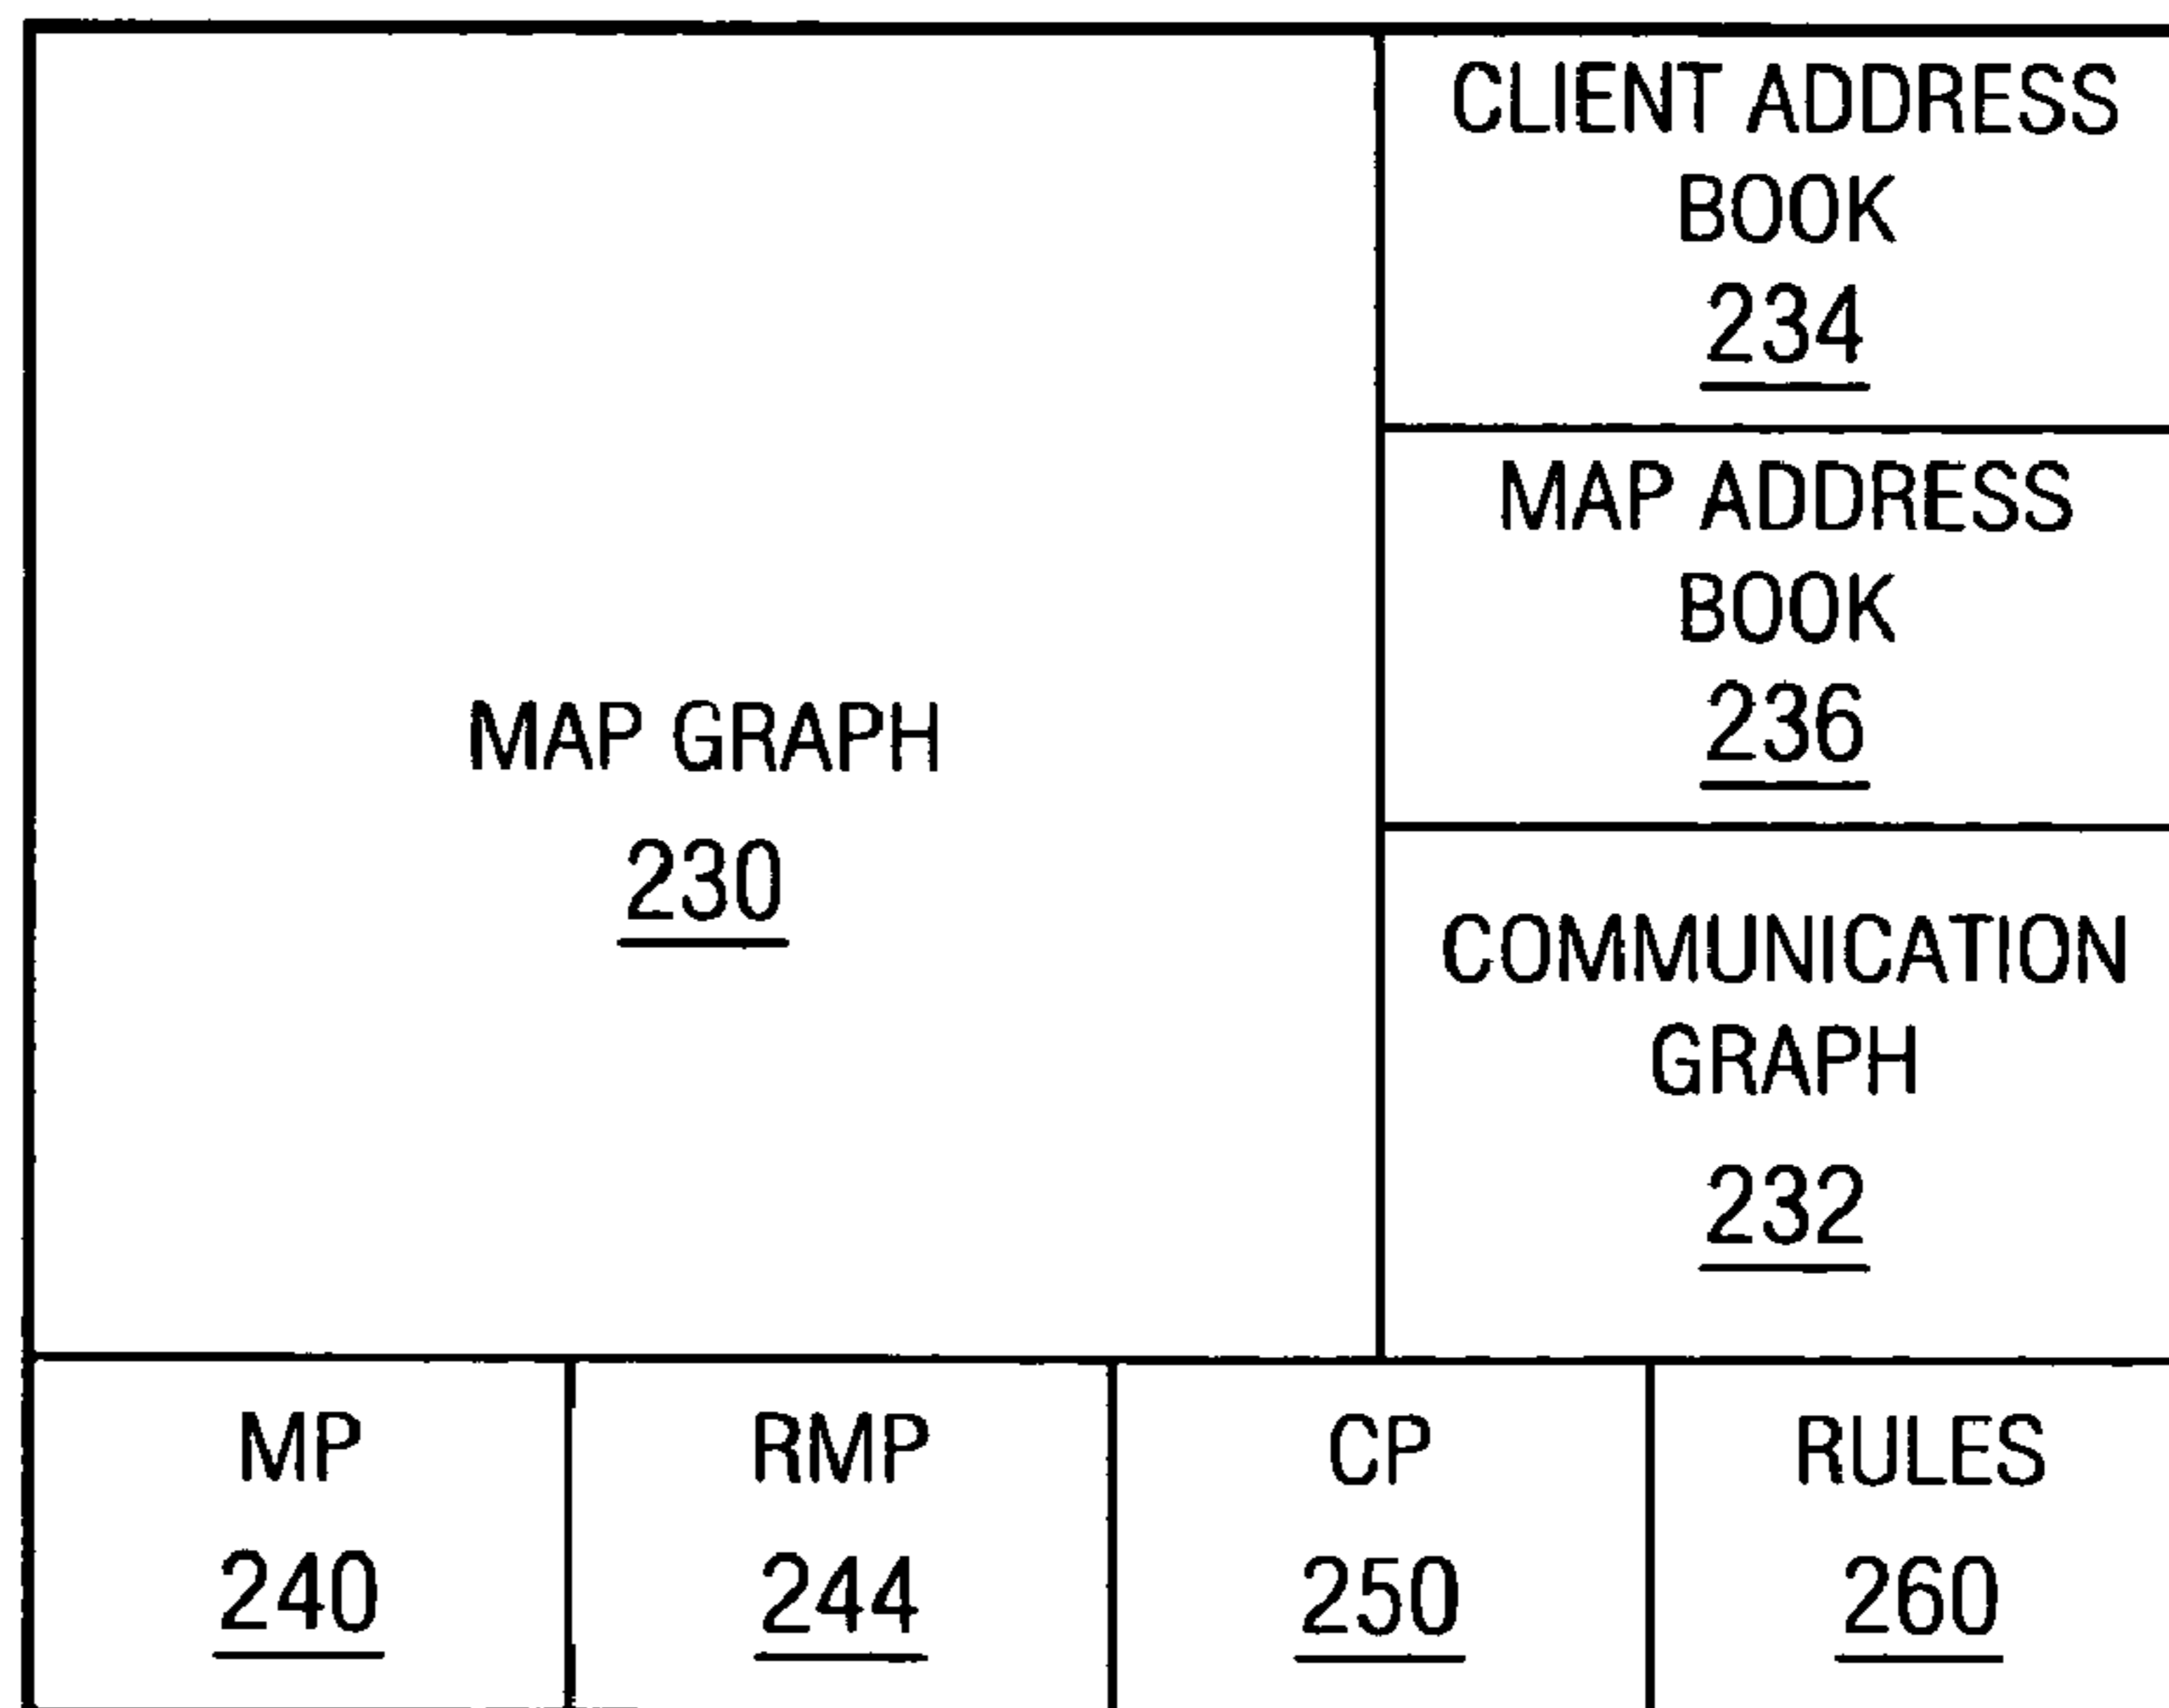 MAP GRAPH
230
CLIENT ADDRESS
BOOK
234
MAP ADDRESS
BOOK
236
COMMUNICATION
GRAPH
232
MP
240
RMP
244
CP
250
RULES
260